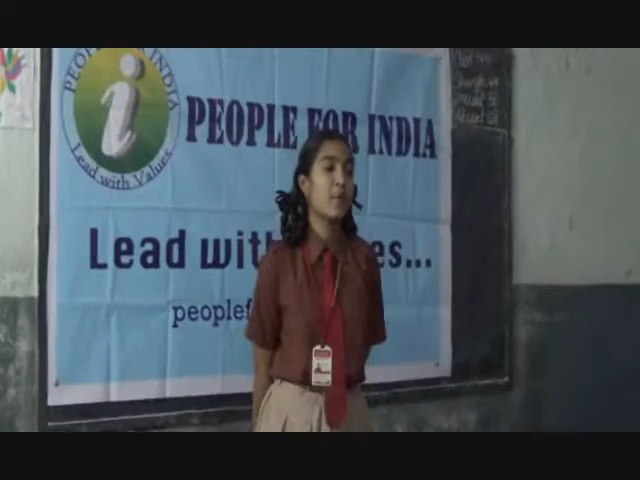 PEOPLE FOR INDIA
Lead with Values
PEOPLE FOR INDIA
Lead with es...
peoplef